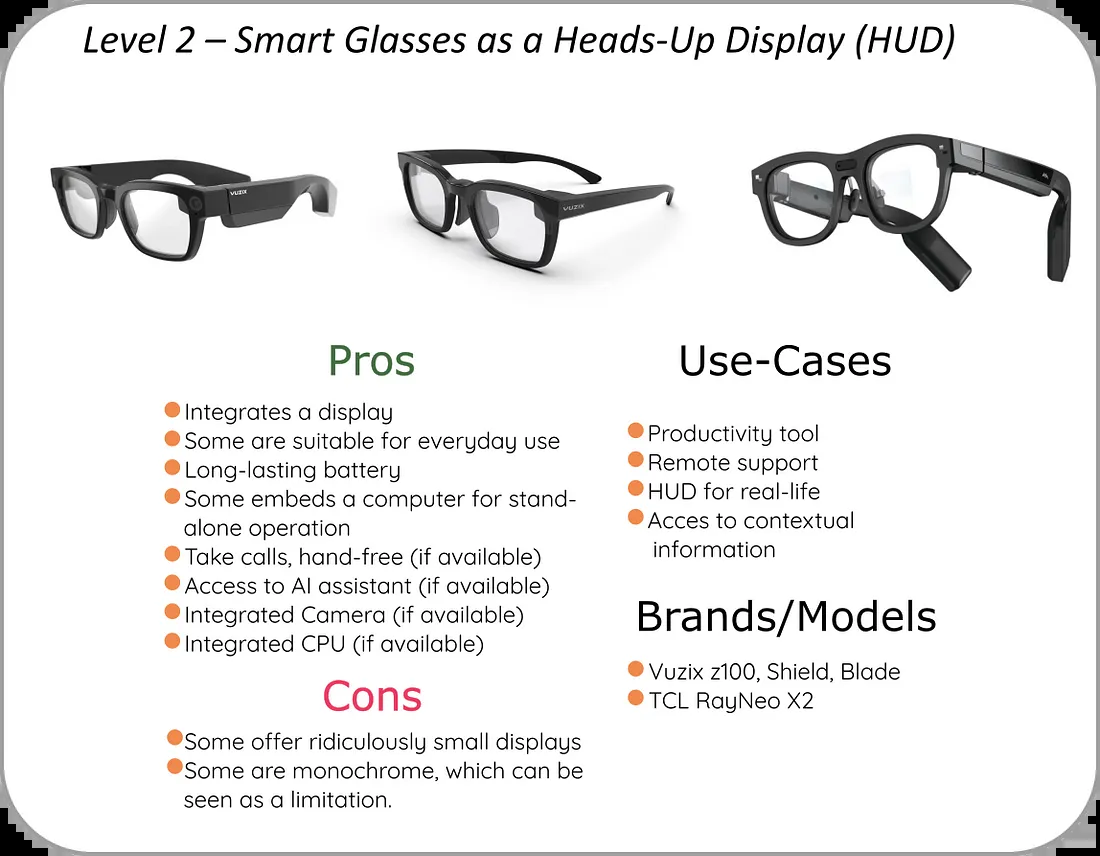 Level 2 – Smart Glasses as a Heads-Up Display (HUD)
VUZIX
VUZIX
Pros
Integrates a display
Some are suitable for everyday use
Long-lasting battery
Some embeds a computer for stand-
alone operation
Take calls, hand-free (if available)
Access to AI assistant (if available)
Integrated Camera (if available)
Integrated CPU (if available)
Cons
Some offer ridiculously small displays
Some are monochrome, which can be
seen as a limitation.
Use-Cases
Productivity tool
Remote support
HUD for real-life
Acces to contextual
information
Brands/Models
Vuzix z100, Shield, Blade
TCL RayNeo X2